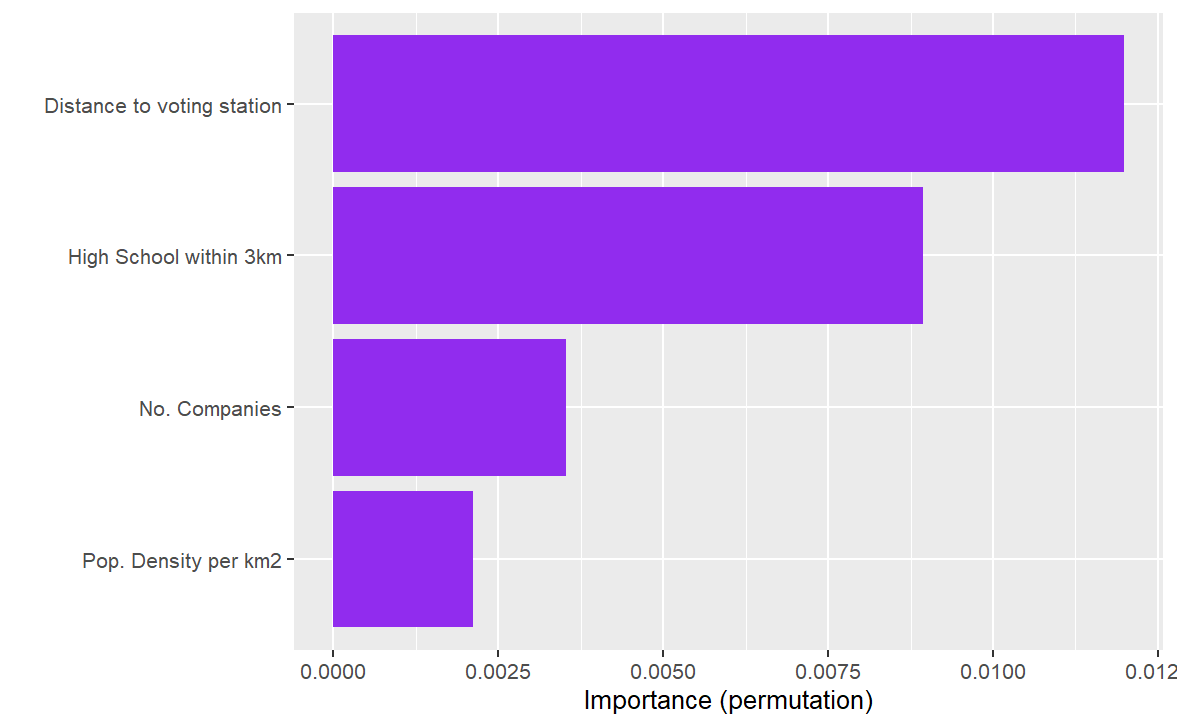 Distance to voting station
High School within 3km
No. Companies
Pop. Density per km2
0.0000 0.0025 0.0050 0.0075 0.0100 0.012
Importance (permutation)